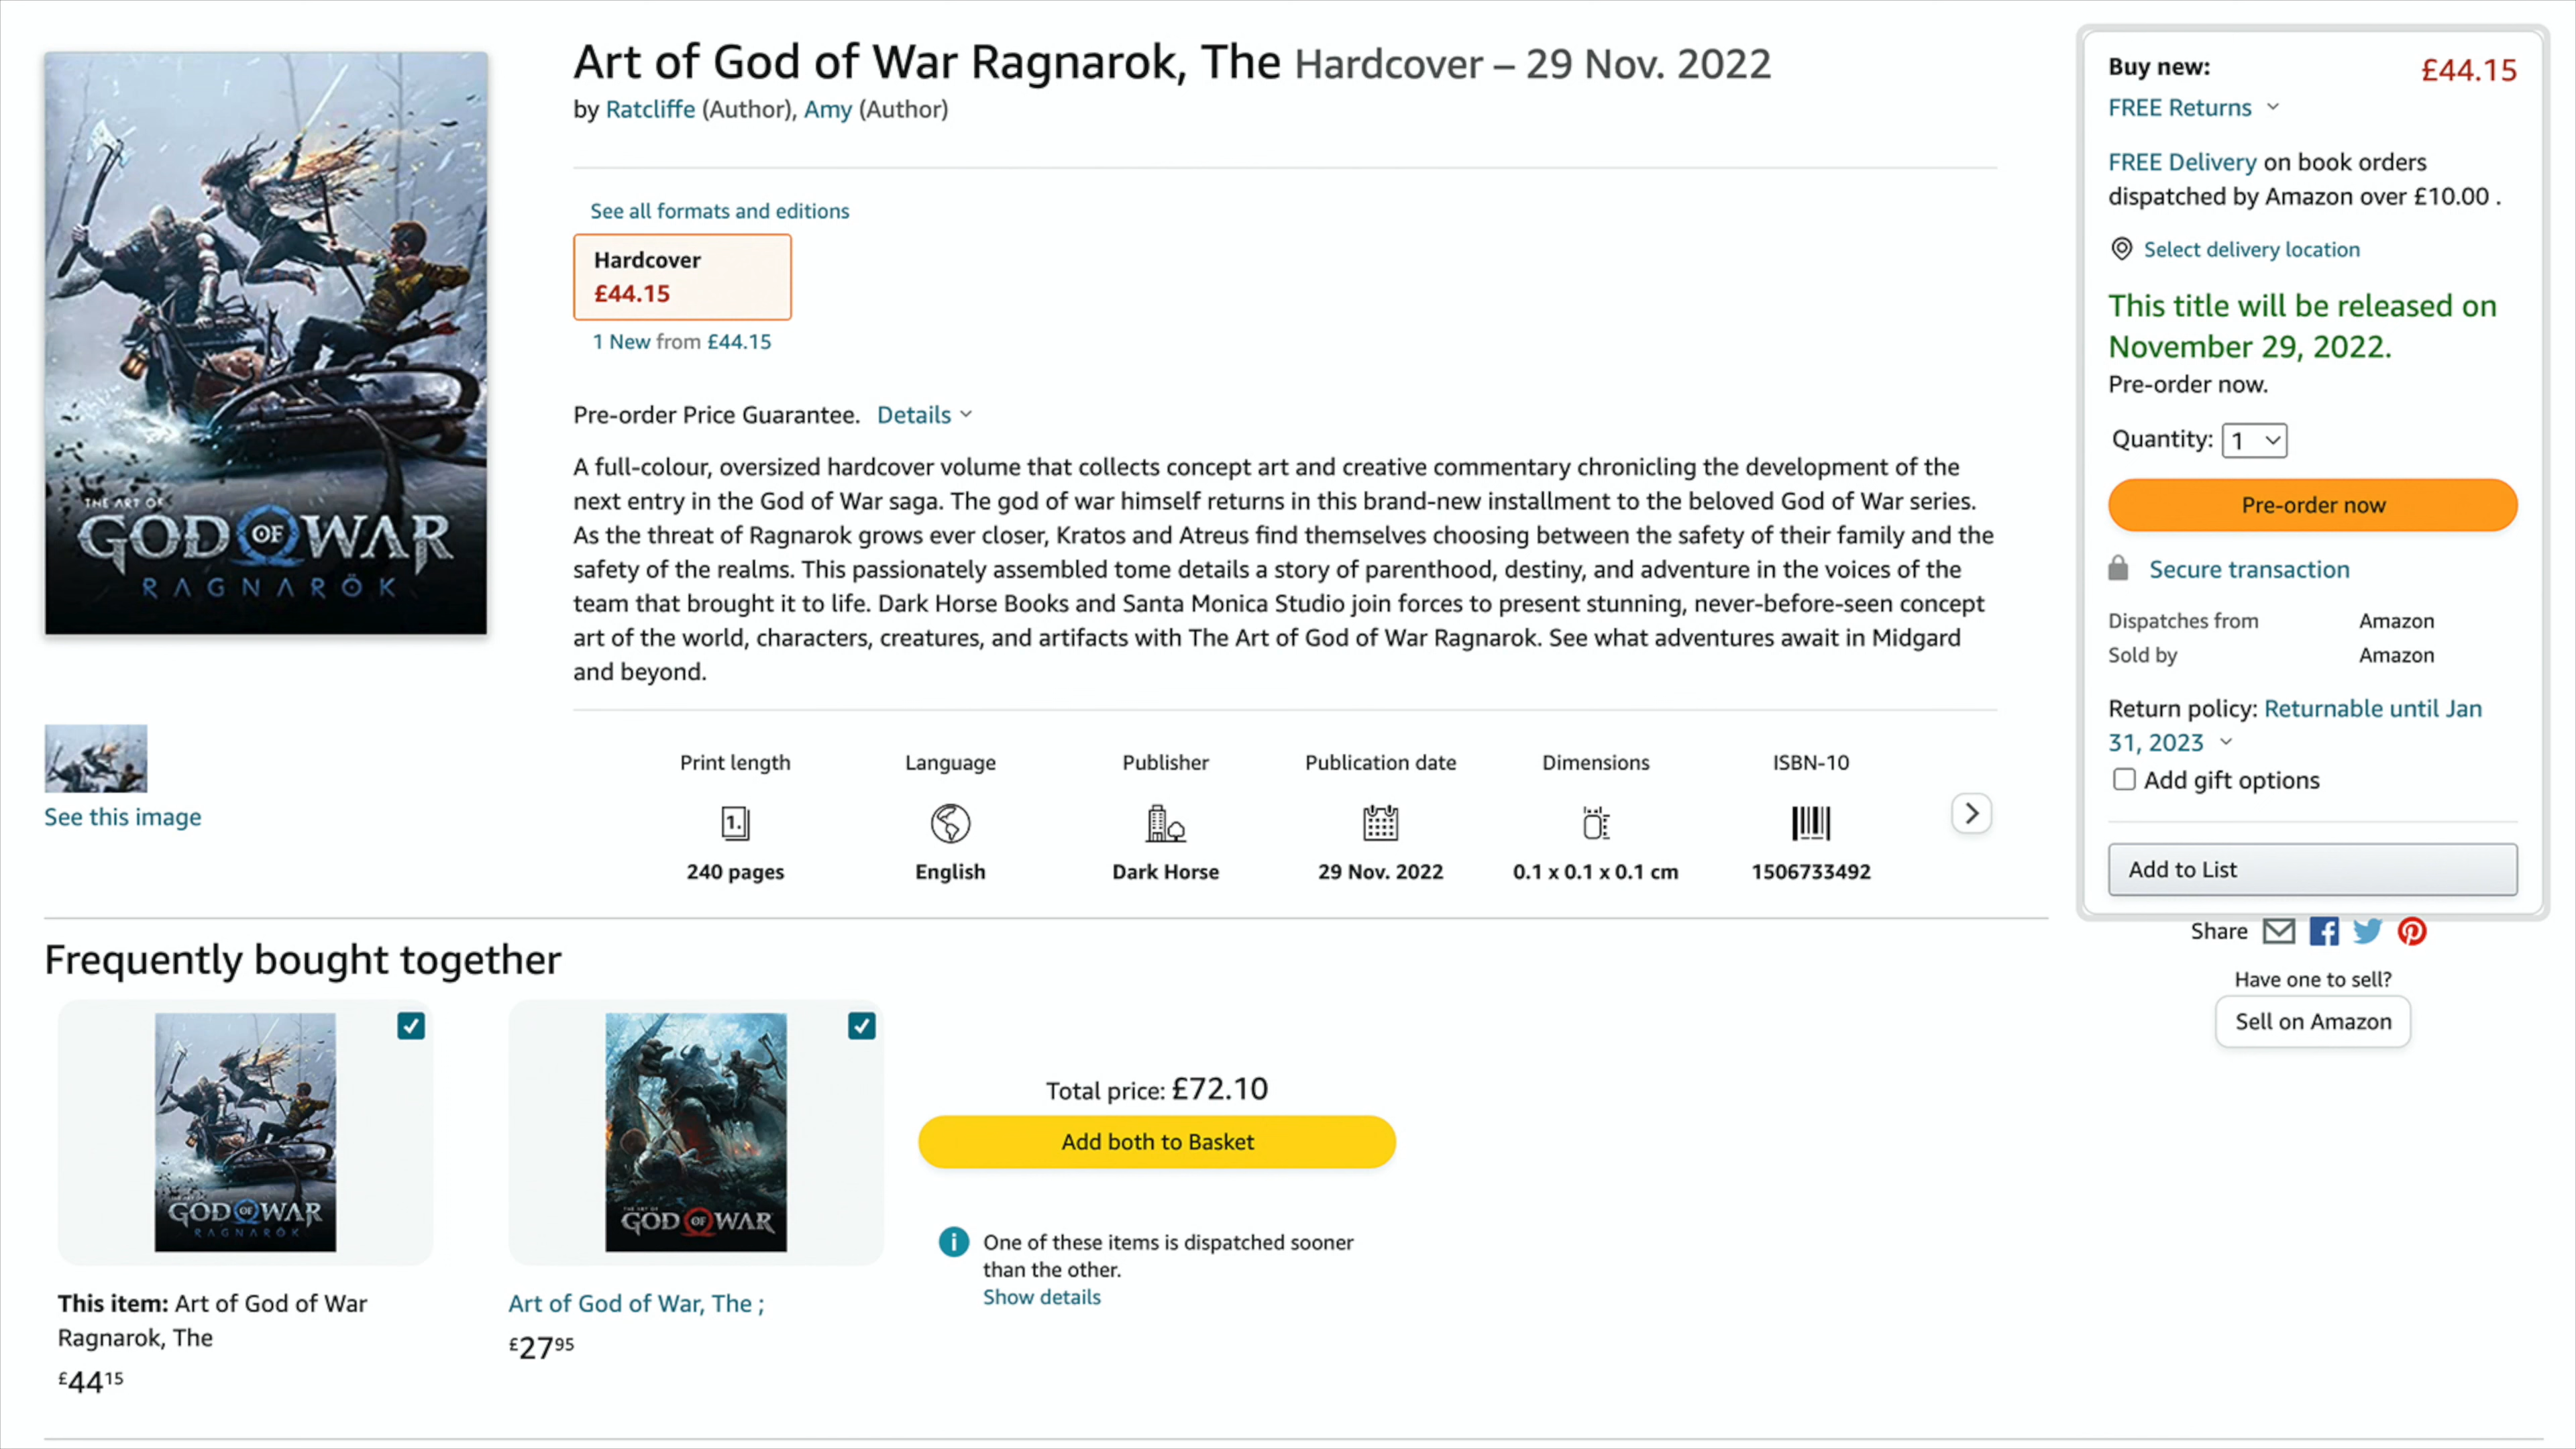 Art of God of War Ragnarok, The Hardcover – 29 Nov. 2022
by Ratcliffe (Author), Amy (Author)
See all formats and editions
Hardcover
£44.15
1 New from £44.15
Pre-order Price Guarantee. Details
A full-colour, oversized hardcover volume that collects concept art and creative commentary chronicling the development of the
next entry in the God of War saga. The god of war himself returns in this brand-new installment to the beloved God of War series.
As the threat of Ragnarok grows ever closer, Kratos and Atreus find themselves choosing between the safety of their family and the
safety of the realms. This passionately assembled tome details a story of parenthood, destiny, and adventure in the voices of the
team that brought it to life. Dark Horse Books and Santa Monica Studio join forces to present stunning, never-before-seen concept
art of the world, characters, creatures, and artifacts with The Art of God of War Ragnarok. See what adventures await in Midgard
and beyond.
THE ART OF
GOD OF WAR
RAGNARÖK
See this image
Print length
1.
240 pages
Language
English
Publisher
Dark Horse
Publication date
29 Nov. 2022
Dimensions
0.1 x 0.1 x 0.1 cm
ISBN-10
1506733492
Buy new: £44.15
FREE Returns
FREE Delivery on book orders
dispatched by Amazon over £10.00 .
Select delivery location
This title will be released on
November 29, 2022.
Pre-order now.
Quantity: 1
Pre-order now
Secure transaction
Dispatches from Amazon
Sold by Amazon
Return policy: Returnable until Jan
31, 2023
Add gift options
Add to List
Share
Have one to sell?
Sell on Amazon
Frequently bought together
GOD OF WAR
RAGNARÖK
This item: Art of God of War
Ragnarok, The
£4415
THE ART OF
GOD OF WAR
Art of God of War, The ;
£2795
Total price: £72.10
Add both to Basket
One of these items is dispatched sooner
than the other.
Show details